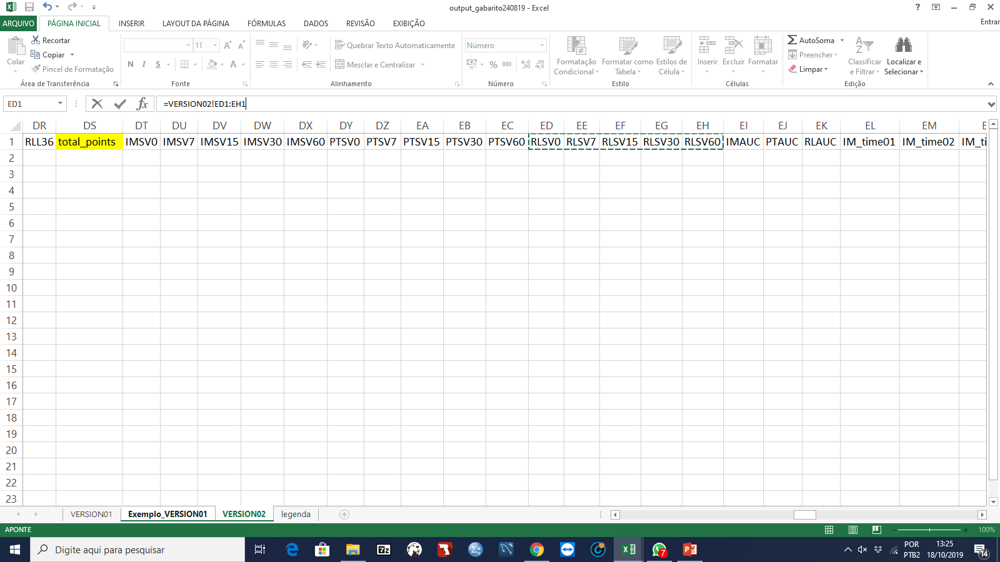 output_gabarito240819 - Excel
?
ARQUIVO PÁGINA INICIAL INSERIR LAYOUT DA PÁGINA FÓRMULAS DADOS REVISÃO EXIBIÇÃO Entrar
Colar
Recortar
Copiar
Pincel de Formatação
Área de Transferência
11 A A
N I S A
Fonte
Quebrar Texto Automaticamente
Mesclar e Centralizar
Alinhamento
Número
% 000 ,00 ,00
Número
Formatação Condicional
Formatar como Tabela
Estilos de Célula
Estilo
Inserir Excluir Formatar
Células
AutoSoma
Preencher
Limpar
Classificar e Filtrar
Localizar e Selecionar
Edição
ED1 fx =VERSION02!ED1:EH1
DR DS DT DU DV DW DX DY DZ EA EB EC ED EE EF EG EH EI EJ EK EL EM E
1 RLL36 total_points IMSV0 IMSV7 IMSV15 IMSV30 IMSV60 PTSV0 PTSV7 PTSV15 PTSV30 PTSV60 RLSV0 RLSV7 RLSV15 RLSV30 RLSV60 IMAUC PTAUC RLAUC IM_time01 IM_time02 IM_ti
2
3
4
5
6
7
8
9
10
11
12
13
14
15
16
17
18
19
20
21
22
23
VERSION01 Exemplo_VERSION01 VERSION02 legenda
APONTE 100%
Digite aqui para pesquisar
7z
7
POR
PTB2
13:25
18/10/2019
14